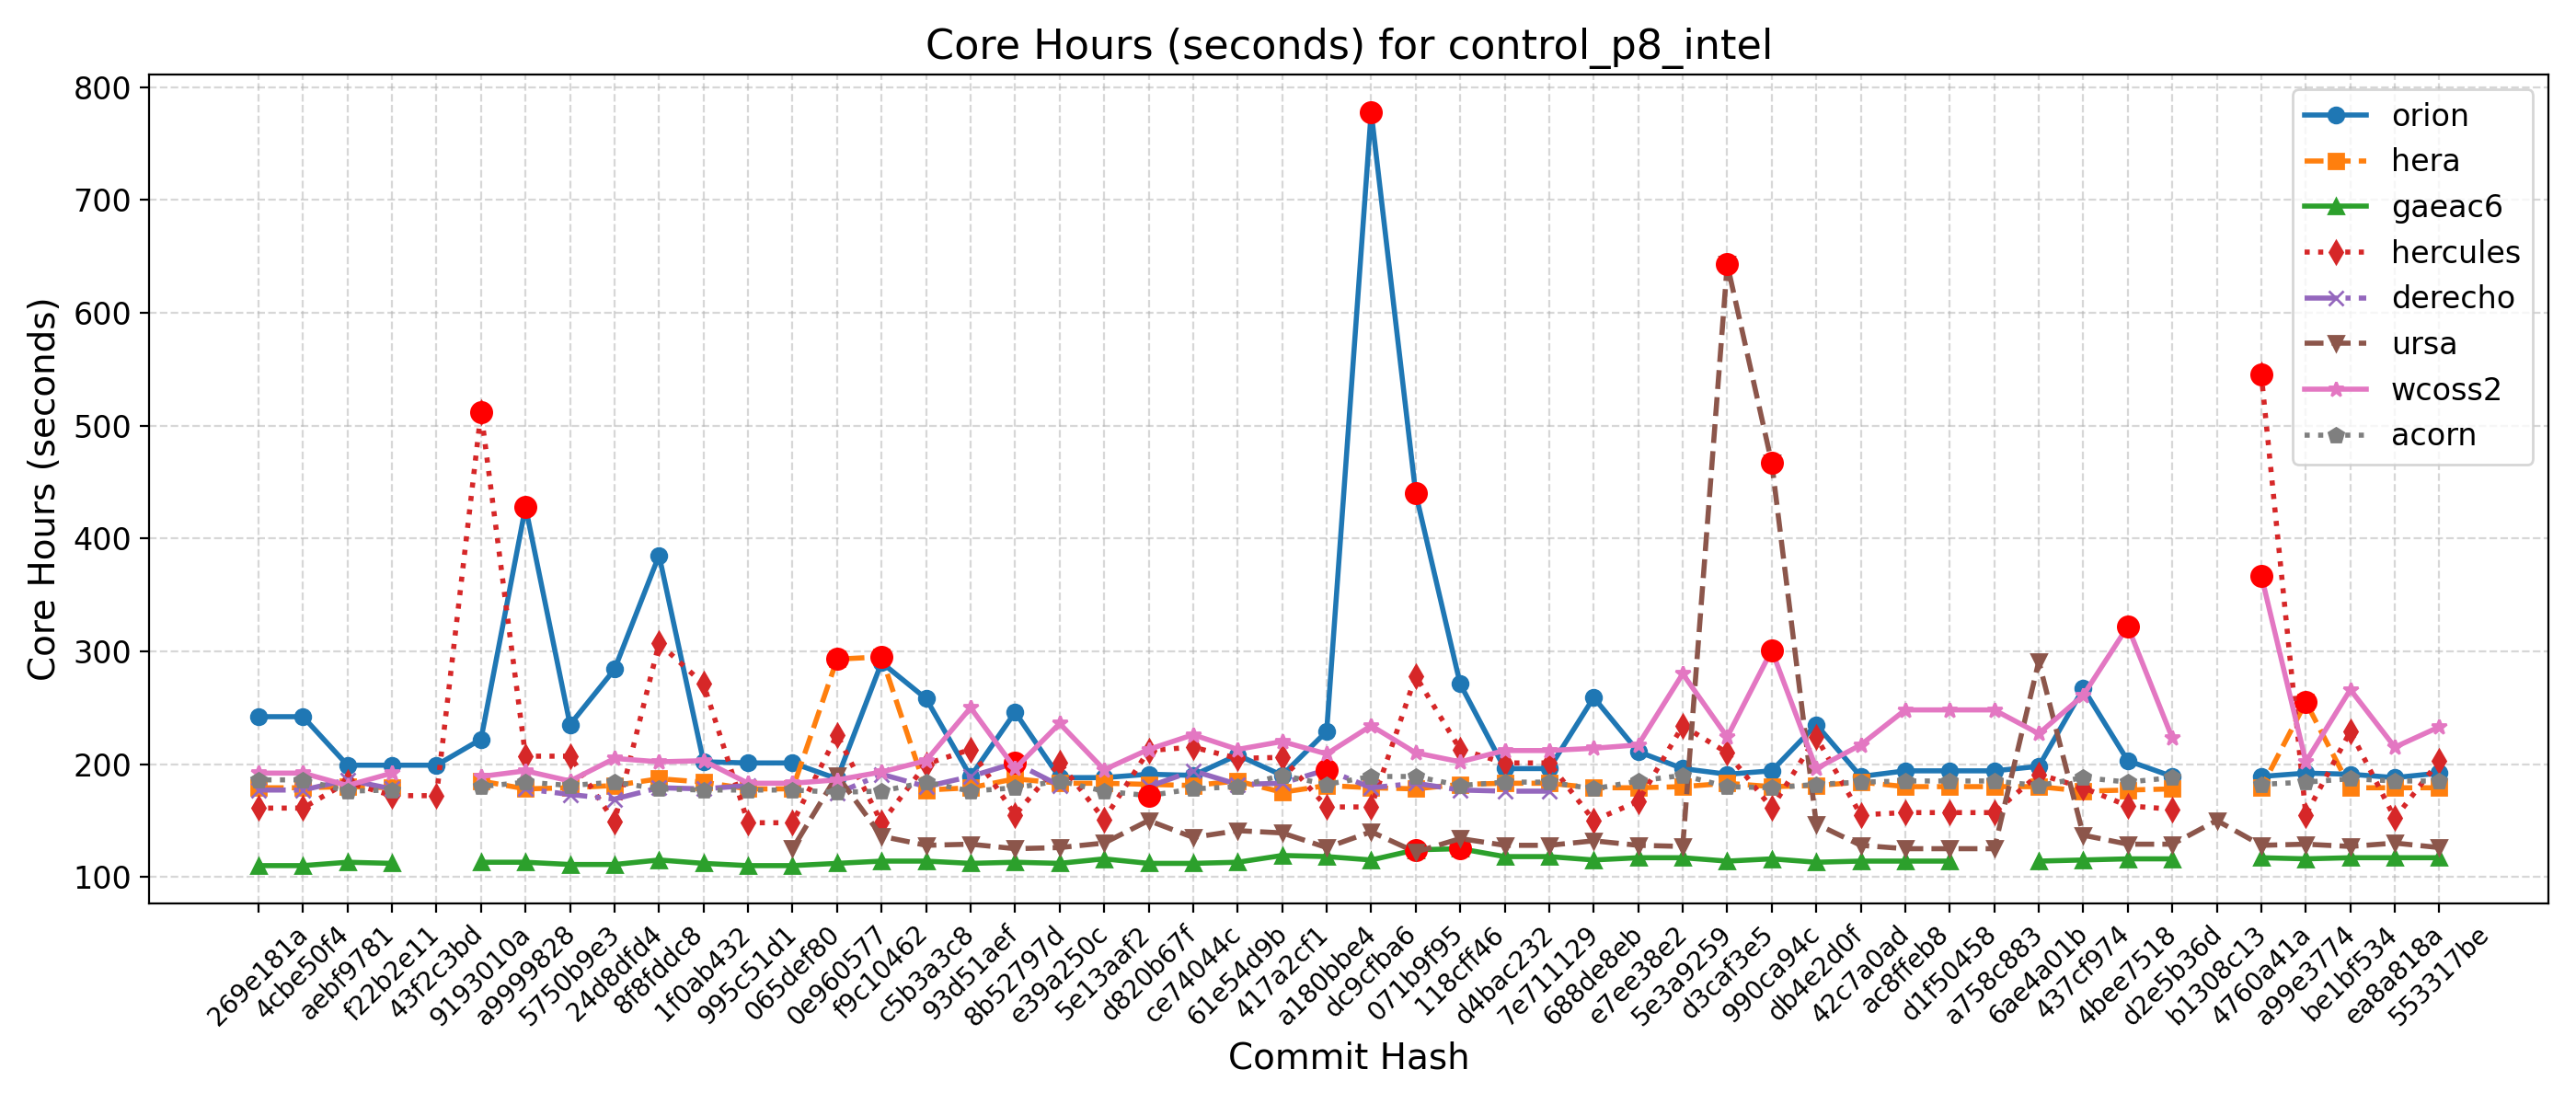 Core Hours (seconds) for control_p8_intel
Core Hours (seconds)
800
700
600
500
400
300
200
100
orion
hera
gaeac6
hercules
derecho
ursa
wcoss2
acorn
269e181a
4cbe50f4
aebf9781
f22b2e11
43f2c3bd
9193010a
a9999828
5750b9e3
24d8dfd4
8f8fddc8
1f0ab432
995c51d1
065def80
0e960577
f9c10462
c5b3a3c8
93d51aef
8b52797d
e39a250c
5e13aaf2
d820b67f
ce74044c
61e54d9b
417a2cf1
a180bbe4
dc9cfba6
071b9f95
118cff46
d4bac232
7e711129
688de8eb
e7ee38e2
5e3a9259
d3caf3e5
990ca94c
db4e2d0f
42c7a0ad
ac8ffeb8
d1f50458
a758c883
6ae4a01b
437cf974
4bee7518
d2e5b36d
b1308c13
4760a41a
a99e3774
be1bf534
ea8a818a
553317be
Commit Hash